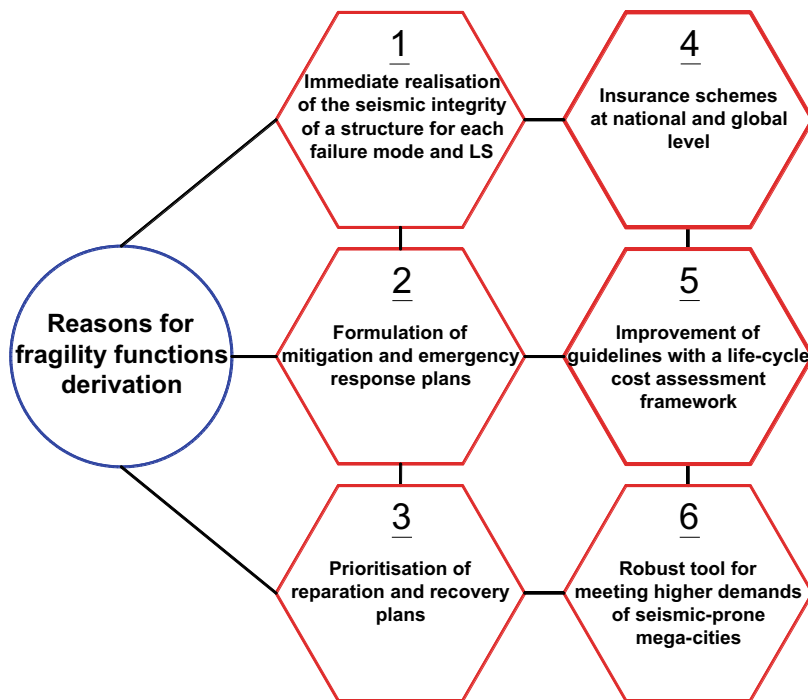 Reasons for
fragility functions
derivation
1
Immediate realisation
of the seismic integrity
of a structure for each
failure mode and LS
2
Formulation of
mitigation and emergency
response plans
3
Prioritisation of
reparation and recovery
plans
4
Insurance schemes
at national and global
level
5
Improvement of
guidelines with a life-cycle
cost assessment
framework
6
Robust tool for
meeting higher demands
of seismic-prone
mega-cities